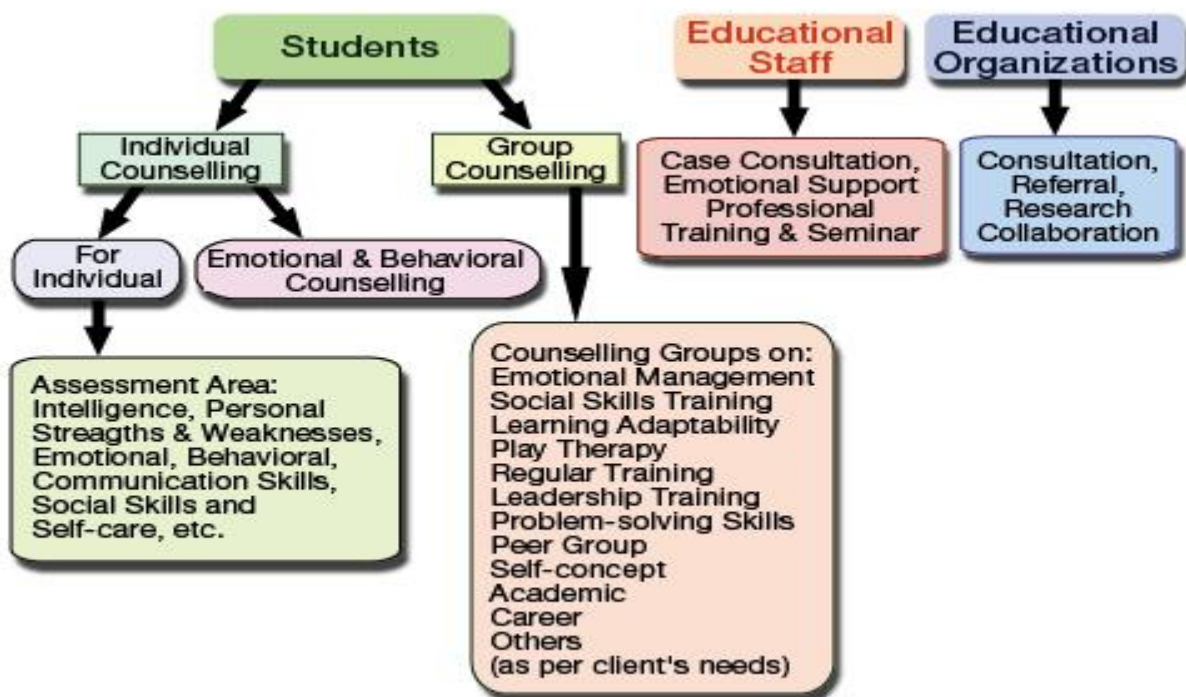 Students
Individual
Counselling
Group
Counselling
For
Individual
Emotional & Behavioral
Counselling
Assessment Area:
Intelligence, Personal
Streagths & Weaknesses,
Emotional, Behavioral,
Communication Skills,
Social Skills and
Self-care, etc.
Counselling Groups on:
Emotional Management
Social Skills Training
Learning Adaptability
Play Therapy
Regular Training
Leadership Training
Problem-solving Skills
Peer Group
Self-concept
Academic
Career
Others
(as per client's needs)
Educational
Staff
Case Consultation,
Emotional Support
Professional
Training & Seminar
Educational
Organizations
Consultation,
Referral,
Research
Collaboration